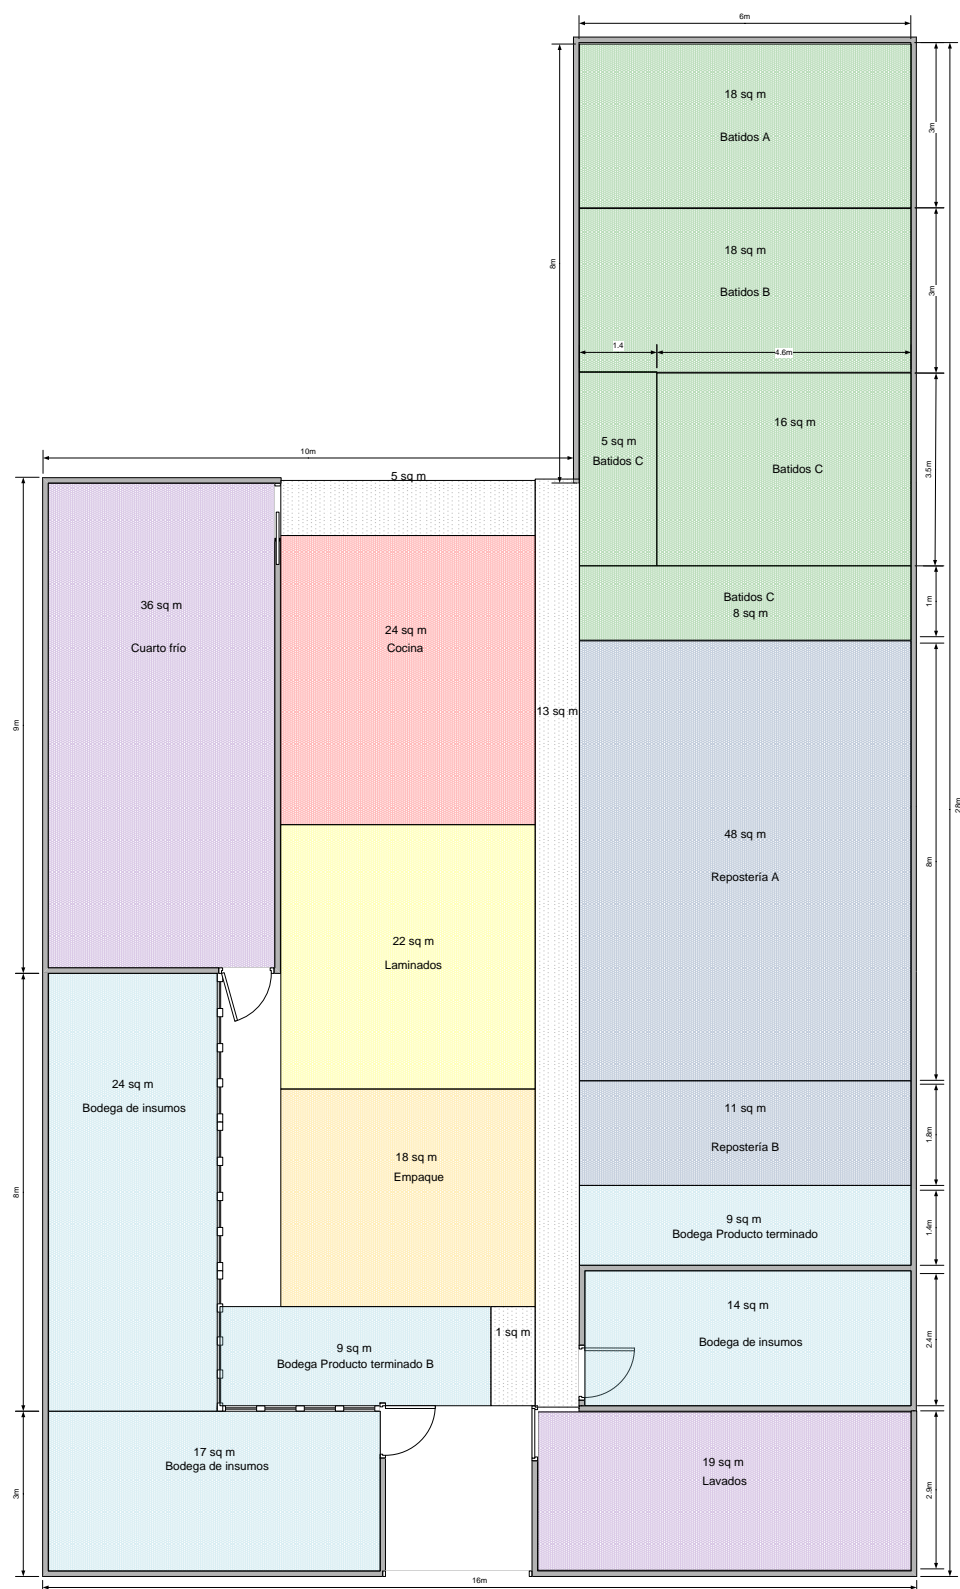 6m
18 sq m
Batidos A
3m
8m
18 sq m
Batidos B
3m
1.4
4.6m
10m
5 sq m
5 sq m
Batidos C
16 sq m
Batidos C
3.5m
36 sq m
Cuarto frío
24 sq m
Cocina
Batidos C
8 sq m
1m
9m
13 sq m
28m
48 sq m
Repostería A
8m
22 sq m
Laminados
24 sq m
Bodega de insumos
11 sq m
Repostería B
1.8m
18 sq m
Empaque
8m
9 sq m
Bodega Producto terminado
1.4m
14 sq m
Bodega de insumos
2.4m
1 sq m
9 sq m
Bodega Producto terminado B
17 sq m
Bodega de insumos
3m
19 sq m
Lavados
2.9m
16m